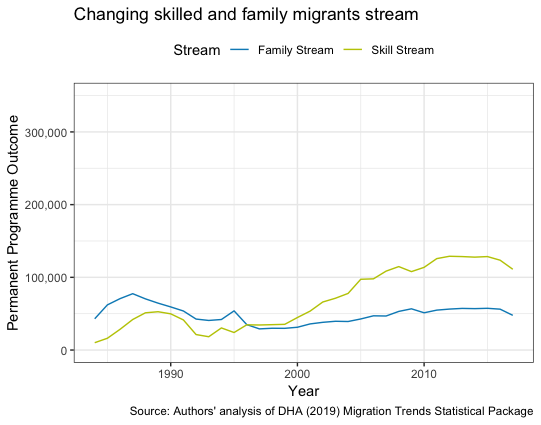 Changing skilled and family migrants stream
Stream Family Stream Skill Stream
Permanent Programme Outcome
300,000
200,000
100,000
0
1990 2000 2010
Year
Source: Authors' analysis of DHA (2019) Migration Trends Statistical Package